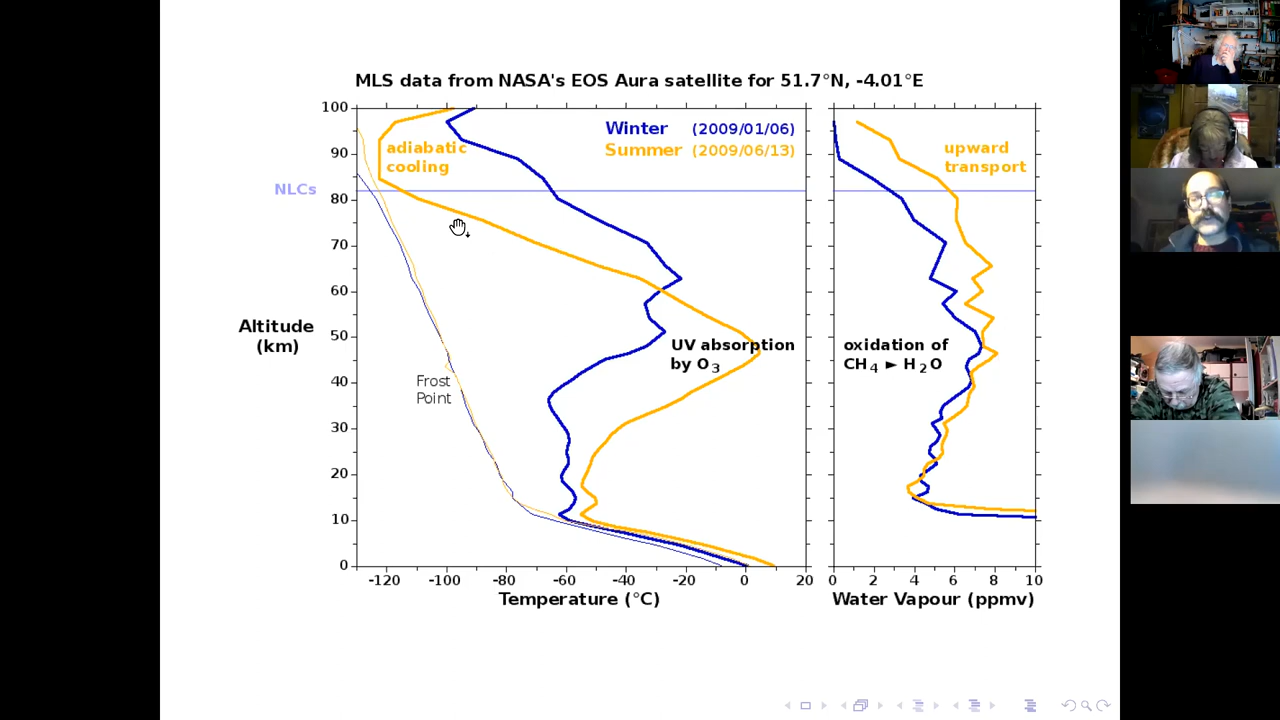 MLS data from NASA's EOS Aura satellite for 51.7°N, -4.01°E
100
90
NLCs
80
70
60
Altitude
(km)
50
40
30
20
10
0
adiabatic
cooling
Winter (2009/01/06)
Summer (2009/06/13)
UV absorption
by O3
Frost
Point
-120 -100 -80 -60 -40 -20 0 20
Temperature (°C)
upward
transport
oxidation of
CH4 ► H2O
0 2 4 6 8 10
Water Vapour (ppmv)